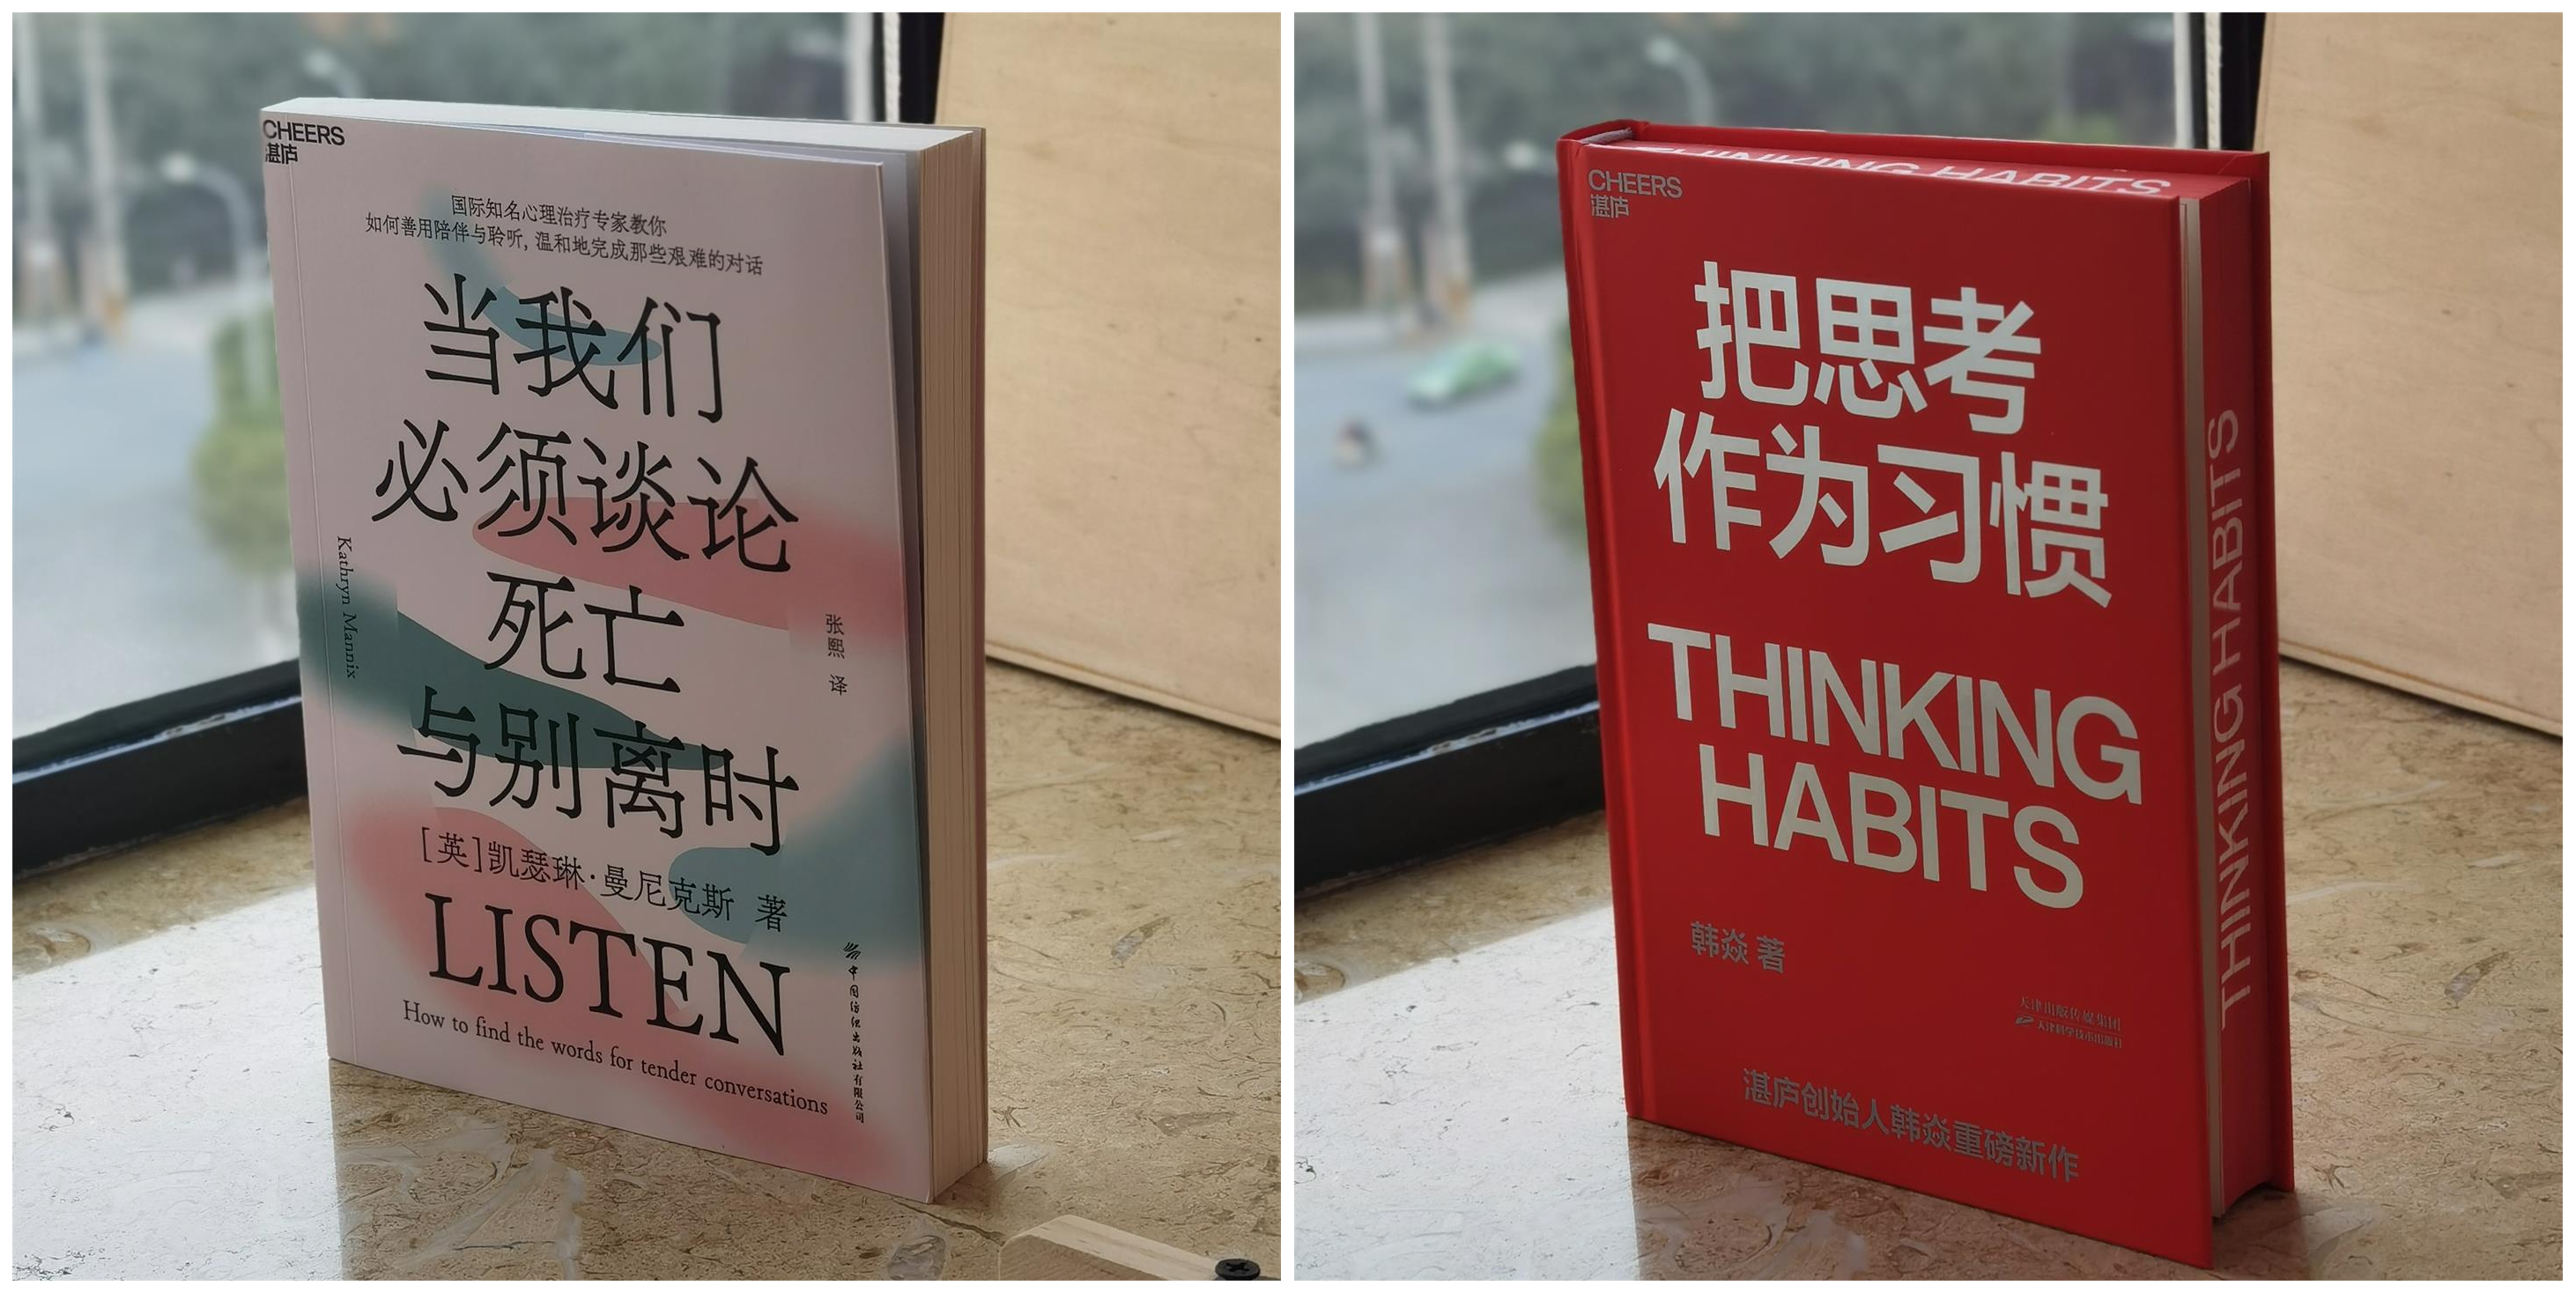 CHEERS
湛庐
国际知名心理治疗专家教你
如何善用陪伴与聆听，温和地完成那些艰难的对话
当我们
必须谈论
死亡
与别离时
Kathryn Mannix
张熙 译
[英]凯瑟琳·曼尼克斯 著
LISTEN
How to find the words for tender conversations
中国纺织出版社有限公司
CHEERS
湛庐
THINKING HABITS
把思考
作为习惯
THINKING
HABITS
THINKING HABITS
韩焱 著
天津出版传媒集团
天津科学技术出版社
湛庐创始人韩焱重磅新作